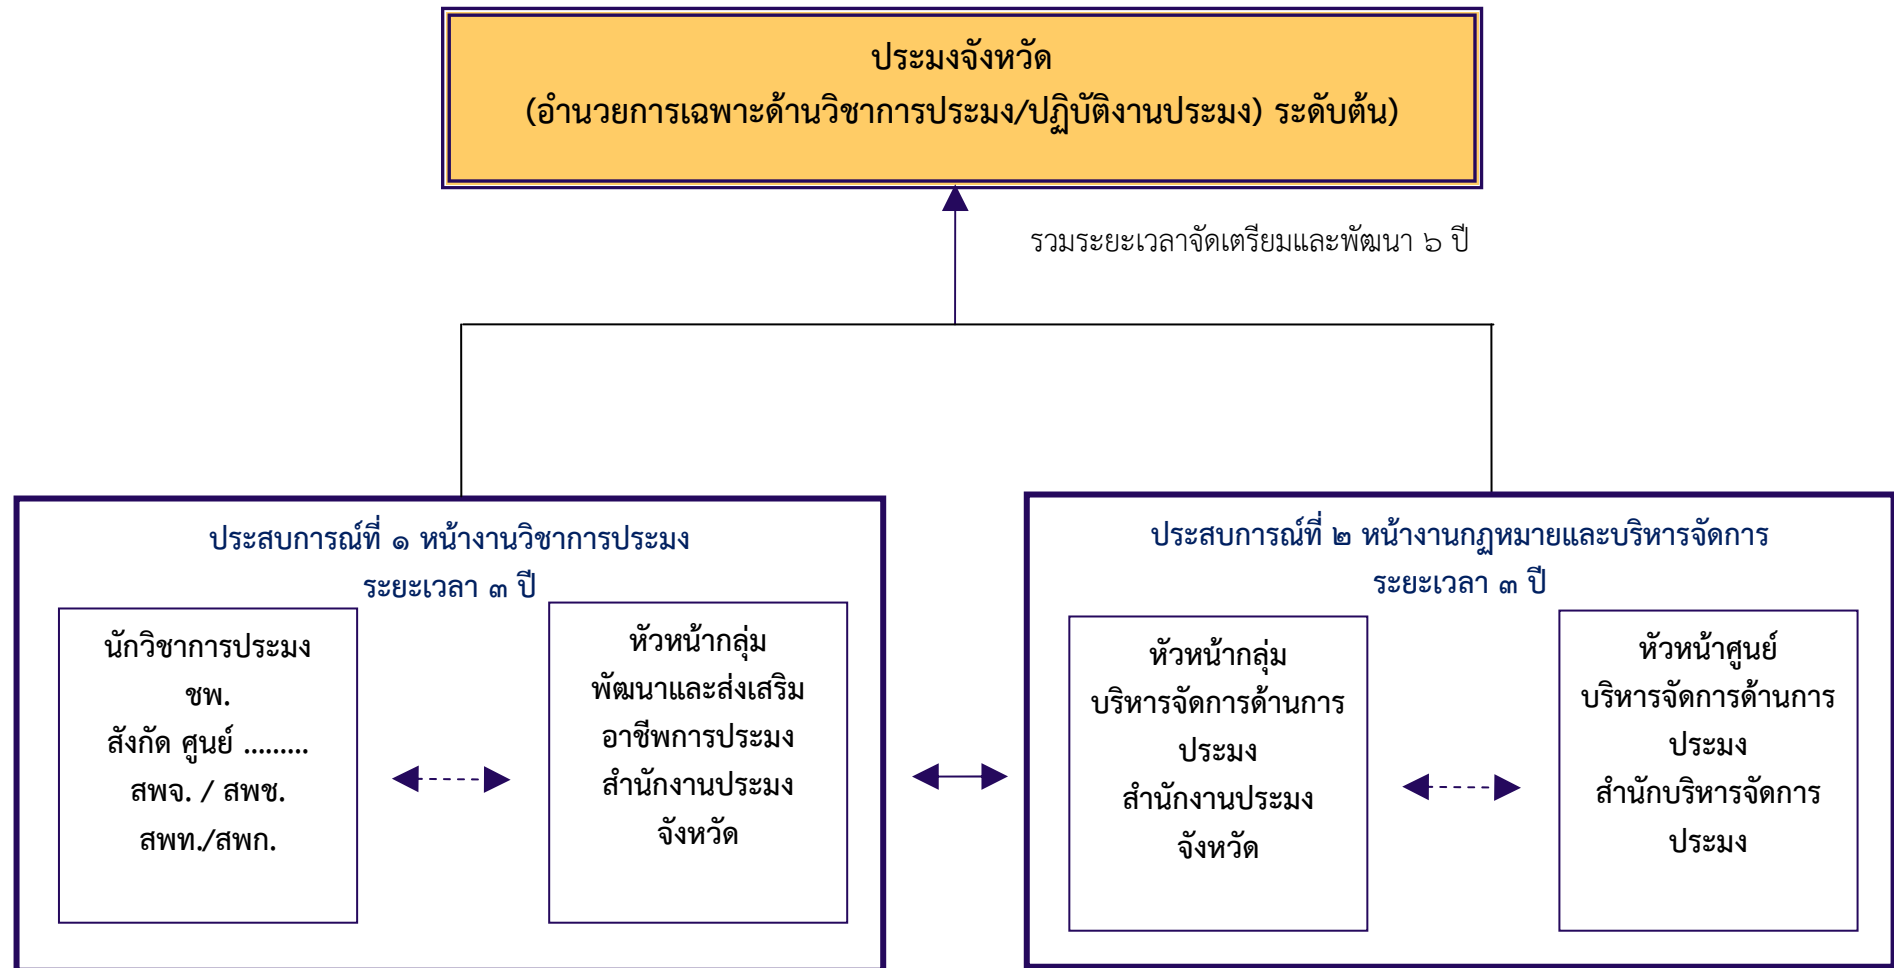 ประมงจังหวัด
(อำนวยการเฉพาะด้านวิชาการประมง/ปฏิบัติงานประมง) ระดับต้น)
รวมระยะเวลาจัดเตรียมและพัฒนา ๖ ปี
ประสบการณ์ที่ ๑ หน้างานวิชาการประมง
ระยะเวลา ๓ ปี
นักวิชาการประมง
ชพ.
สังกัด ศูนย์ .........
สพจ. / สพช.
สพท./สพก.
หัวหน้ากลุ่ม
พัฒนาและส่งเสริม
อาชีพการประมง
สำนักงานประมง
จังหวัด
ประสบการณ์ที่ ๒ หน้างานกฎหมายและบริหารจัดการ
ระยะเวลา ๓ ปี
หัวหน้ากลุ่ม
บริหารจัดการด้านการ
ประมง
สำนักงานประมง
จังหวัด
หัวหน้าศูนย์
บริหารจัดการด้านการ
ประมง
สำนักบริหารจัดการ
ประมง